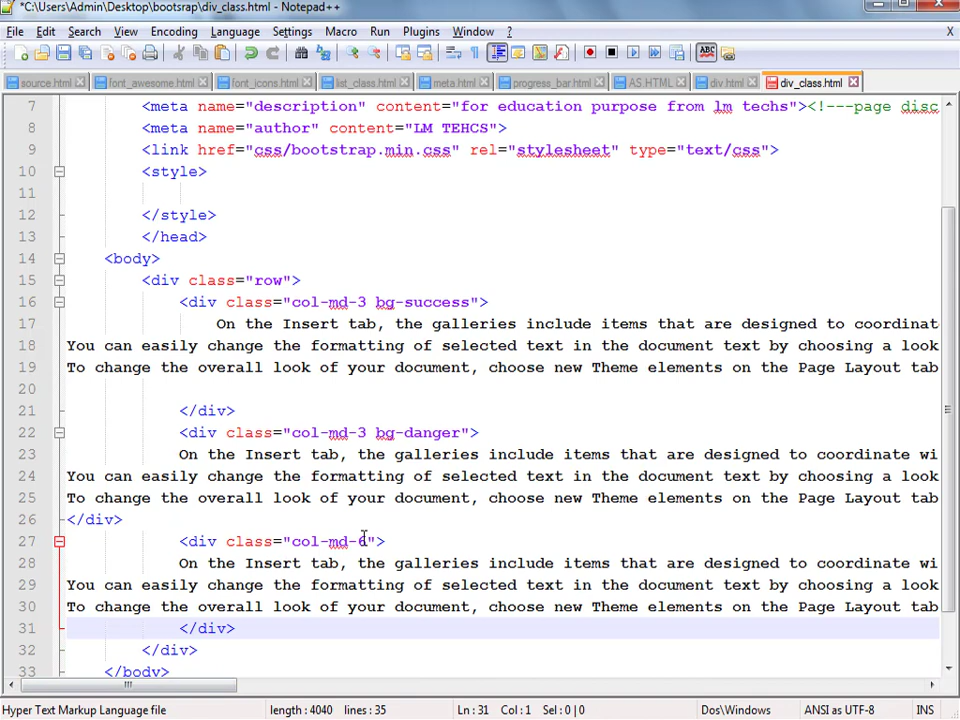 *C:\Users\Admin\Desktop\bootsrap\div_class.html - Notepad++
File Edit Search View Encoding Language Settings Macro Run Plugins Window ? X
source.html font_awesome.html font_icons.html list_class.html meta.html progress_bar.html AS.HTML div.html div_class.html
7 <meta name="description" content="for education purpose from lm techs"><!---page disc
8 <meta name="author" content="LM TEHCS">
9 <link href="css/bootstrap.min.css" rel="stylesheet" type="text/css">
10 <style>
11
12 </style>
13 </head>
14 <body>
15 <div class="row">
16 <div class="col-md-3 bg-success">
17 On the Insert tab, the galleries include items that are designed to coordinat
18 You can easily change the formatting of selected text in the document text by choosing a look
19 To change the overall look of your document, choose new Theme elements on the Page Layout tab
20
21 </div>
22 <div class="col-md-3 bg-danger">
23 On the Insert tab, the galleries include items that are designed to coordinate wi
24 You can easily change the formatting of selected text in the document text by choosing a look
25 To change the overall look of your document, choose new Theme elements on the Page Layout tab
26 </div>
27 <div class="col-md-6">
28 On the Insert tab, the galleries include items that are designed to coordinate wi
29 You can easily change the formatting of selected text in the document text by choosing a look
30 To change the overall look of your document, choose new Theme elements on the Page Layout tab
31 </div>
32 </div>
33 </body>
Hyper Text Markup Language file length : 4040 lines : 35 Ln : 31 Col : 1 Sel : 0 | 0 Dos\Windows ANSI as UTF-8 INS